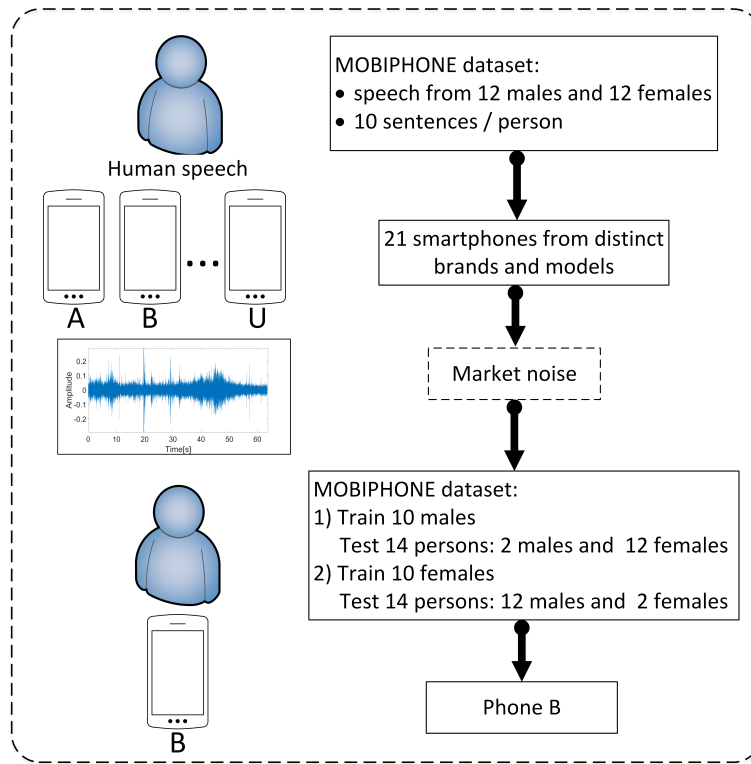 MOBIPHONE dataset:
• speech from 12 males and 12 females
• 10 sentences / person
Human speech
21 smartphones from distinct
brands and models
A B ... U
Market noise
Amplitude
0.2
0.1
0
-0.1
-0.2
0 10 20 30 40 50 60
Time[s]
MOBIPHONE dataset:
1) Train 10 males
Test 14 persons: 2 males and 12 females
2) Train 10 females
Test 14 persons: 12 males and 2 females
Phone B
B